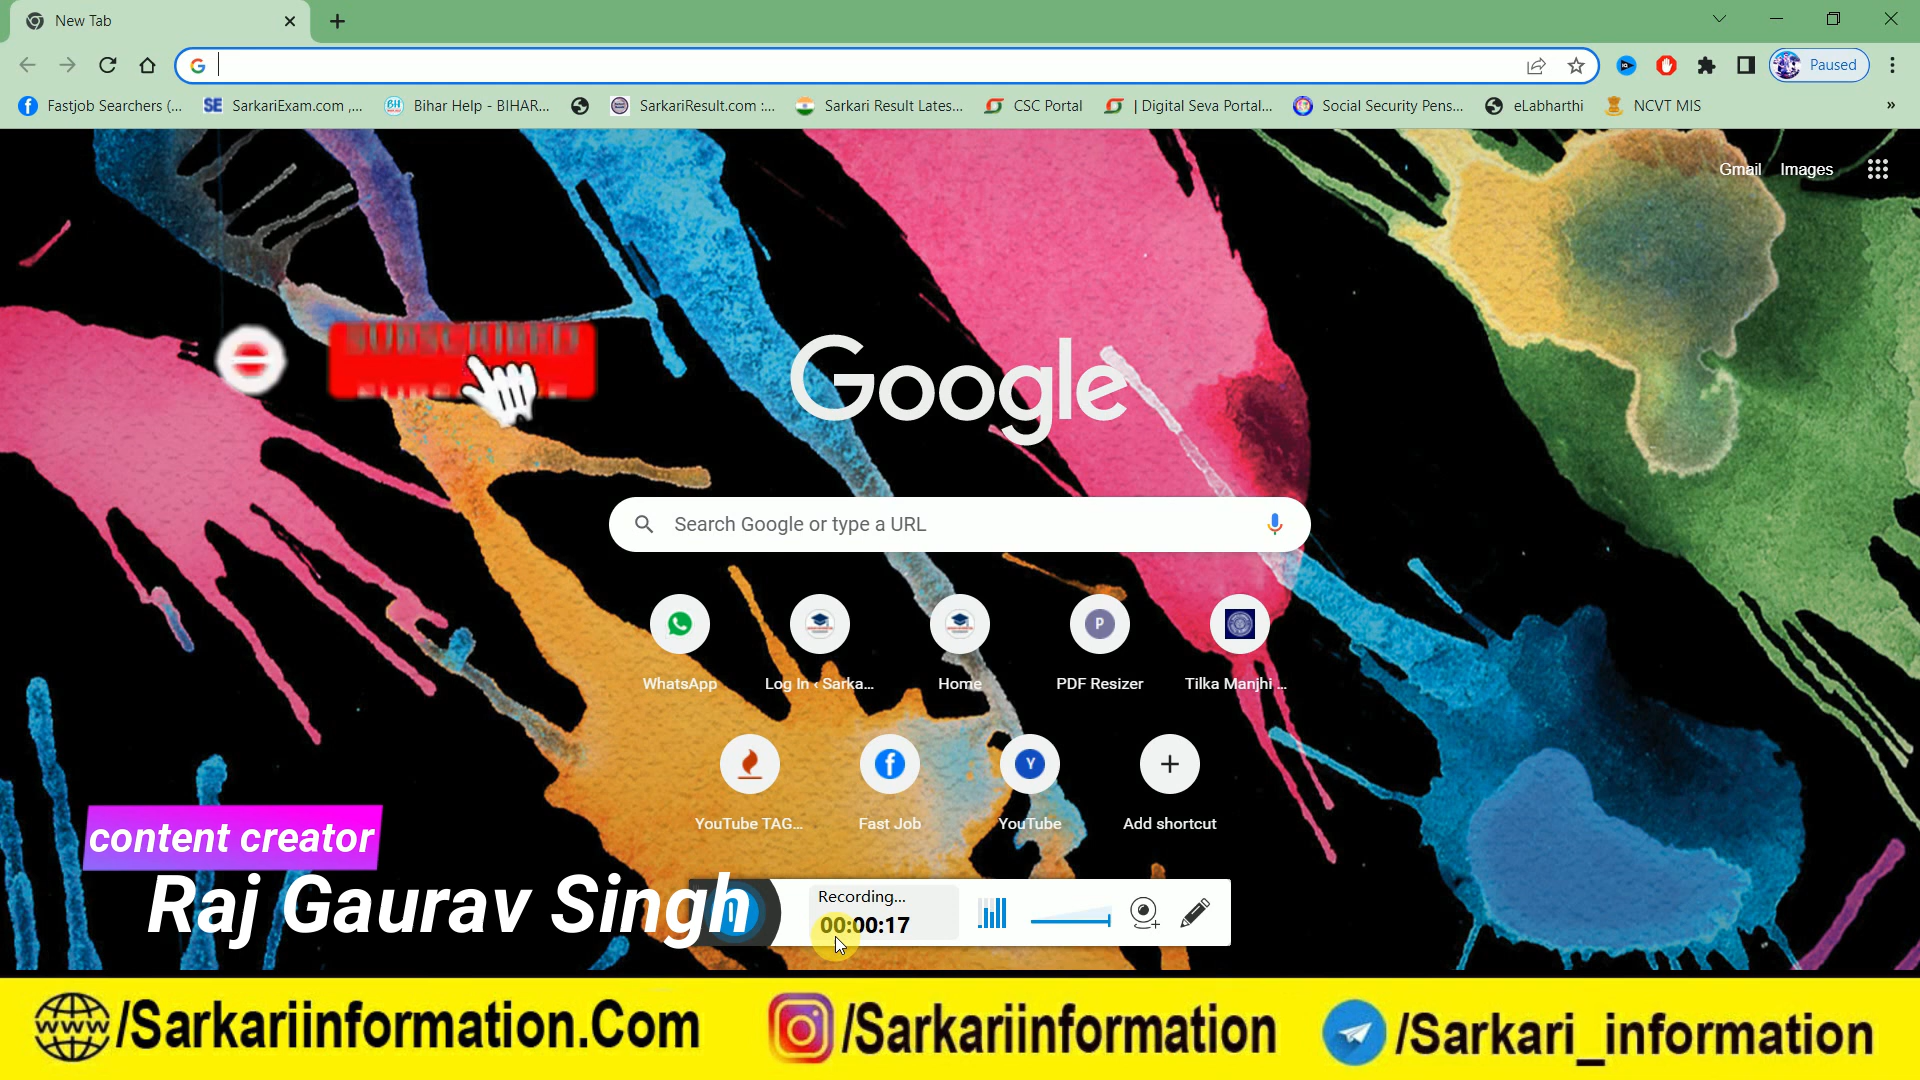 New Tab
Paused
Fastjob Searchers (...
SE SarkariExam.com ,...
BH Bihar Help - BIHAR...
SarkariResult.com :...
Sarkari Result Lates...
CSC Portal
| Digital Seva Portal...
Social Security Pens...
eLabharthi
NCVT MIS
»
Gmail Images
Google
Search Google or type a URL
P
WhatsApp
Log In ‹ Sarka...
Home
PDF Resizer
Tilka Manjhi ...
Y
YouTube TAG...
Fast Job
YouTube
Add shortcut
content creator
Raj Gaurav Singh
Recording...
00:00:17
www /Sarkariinformation.Com
/Sarkariinformation
/Sarkari_information